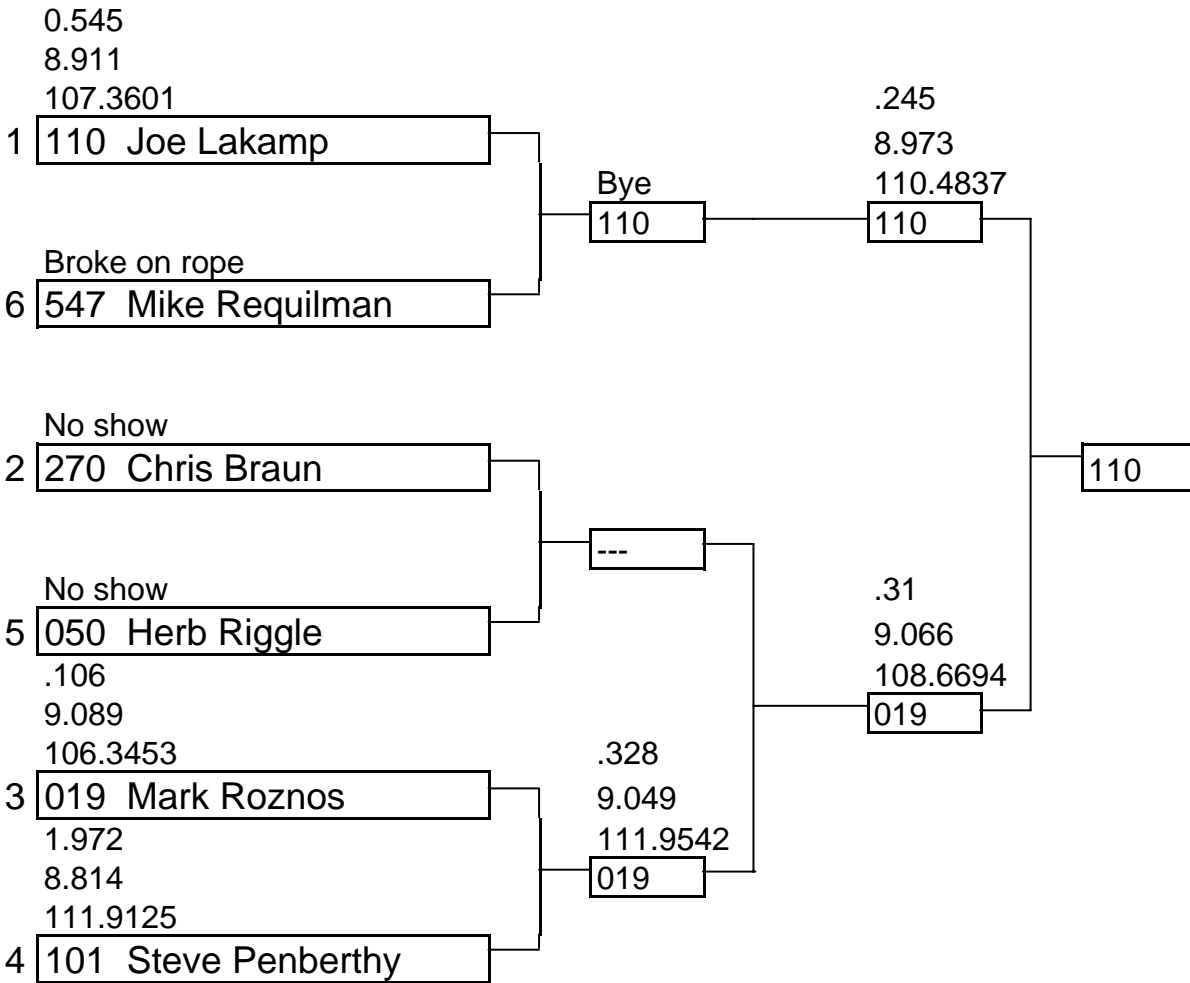 0.545
8.911
107.3601
1 110 Joe Lakamp
Broke on rope
6 547 Mike Requilman
No show
2 270 Chris Braun
No show
5 050 Herb Riggle
.106
9.089
106.3453
3 019 Mark Roznos
1.972
8.814
111.9125
4 101 Steve Penberthy
Bye
110
---
.328
9.049
111.9542
019
.245
8.973
110.4837
110
.31
9.066
108.6694
019
110